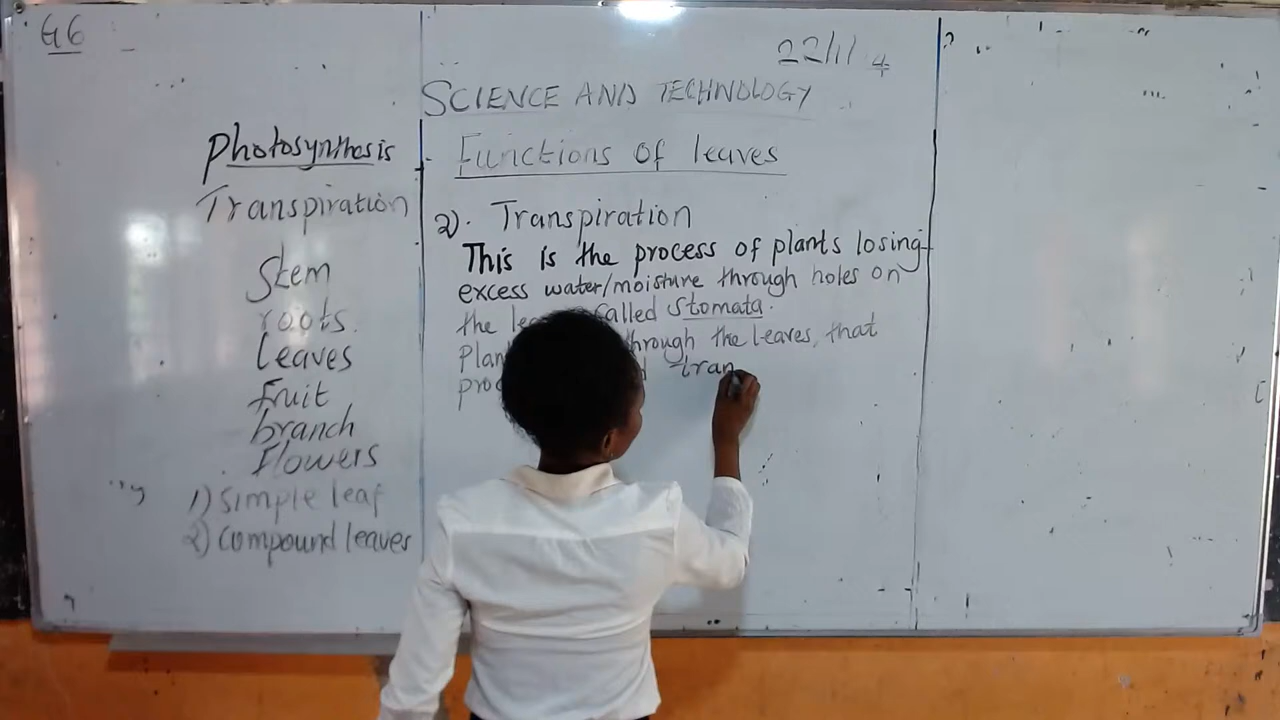 G6
22/11
SCIENCE AND TECHNOLOGY
Photosynthesis
Transpiration
Stem
roots.
Leaves
Fruit
branch
Flowers
1) Simple leaf
2) Compound leaves
Functions of leaves
2). Transpiration
This is the process of plants losing
excess water/moisture through holes on
the called stomata.
through the leaves, that
tran